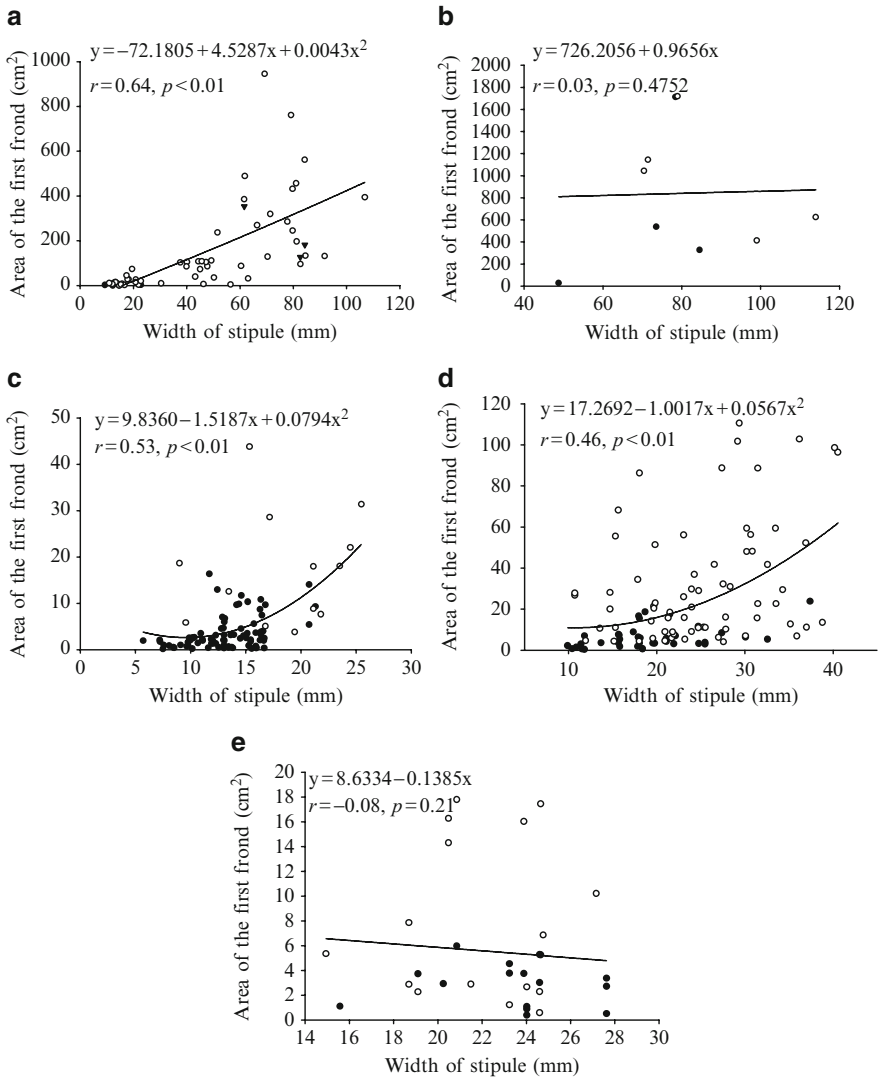 a
y=−72.1805+4.5287x+0.0043x²
r=0.64, p<0.01
Area of the first frond (cm²)
1000
800
600
400
200
0
0 20 40 60 80 100 120
Width of stipule (mm)
b
y=726.2056+0.9656x
r=0.03, p=0.4752
Area of the first frond (cm²)
2000
1800
1600
1400
1200
1000
800
600
400
200
0
40 60 80 100 120
Width of stipule (mm)
c
y=9.8360−1.5187x+0.0794x²
r=0.53, p<0.01
Area of the first frond (cm²)
50
40
30
20
10
0
0 5 10 15 20 25 30
Width of stipule (mm)
d
y=17.2692−1.0017x+0.0567x²
r=0.46, p<0.01
Area of the first frond (cm²)
120
100
80
60
40
20
0
10 20 30 40
Width of stipule (mm)
e
y=8.6334−0.1385x
r=−0.08, p=0.21
Area of the first frond (cm²)
20
18
16
14
12
10
8
6
4
2
0
14 16 18 20 22 24 26 28 30
Width of stipule (mm)